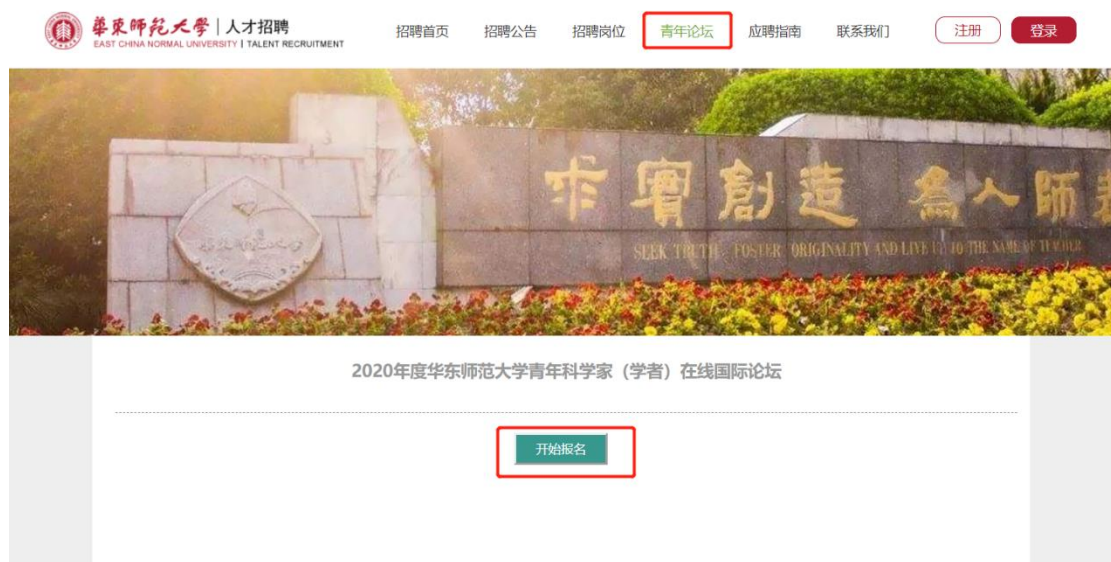 華東師範大學 | 人才招聘
EAST CHINA NORMAL UNIVERSITY | TALENT RECRUITMENT
招聘首页 招聘公告 招聘岗位 青年论坛 应聘指南 联系我们 注册 登录
求實創造 為人師表
SEEK TRUTH, FOSTER ORIGINALITY AND LIVE UP TO THE NAME OF TEACHER
2020年度华东师范大学青年科学家（学者）在线国际论坛
开始报名